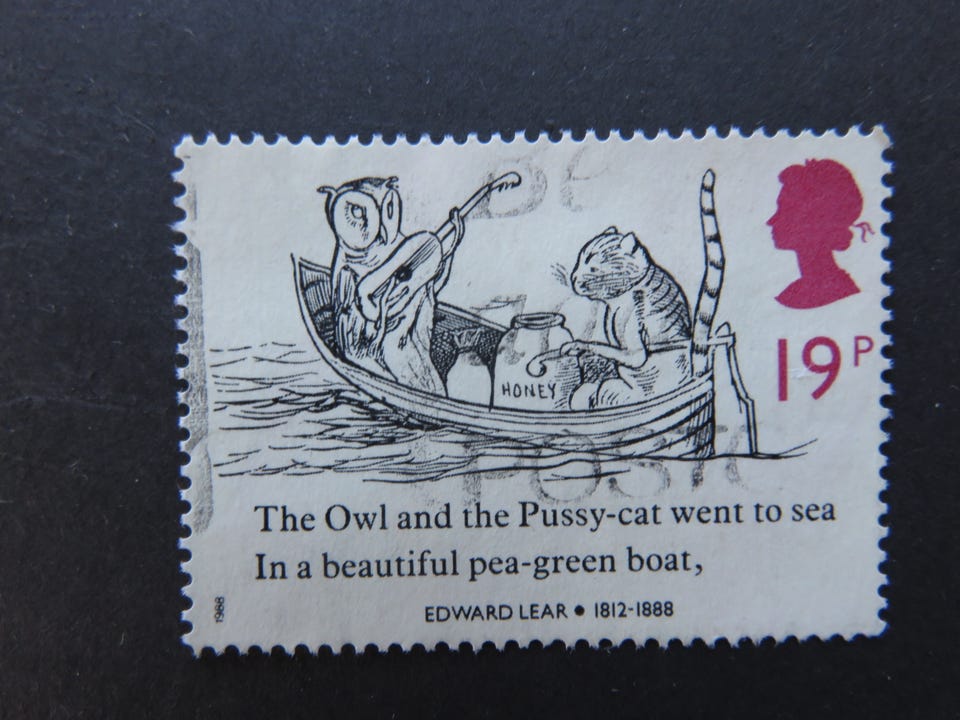 19P
HONEY
The Owl and the Pussy-cat went to sea
In a beautiful pea-green boat,
EDWARD LEAR • 1812-1888
1988